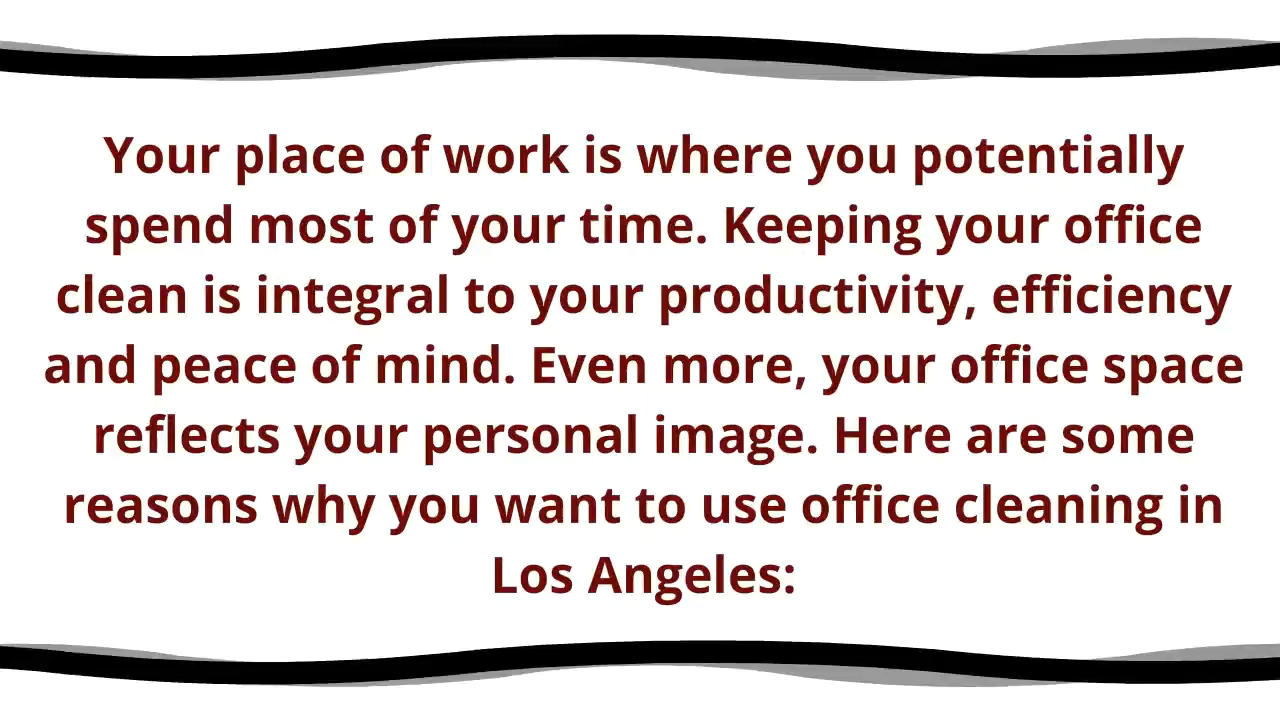 Your place of work is where you potentially
spend most of your time. Keeping your office
clean is integral to your productivity, efficiency
and peace of mind. Even more, your office space
reflects your personal image. Here are some
reasons why you want to use office cleaning in
Los Angeles: